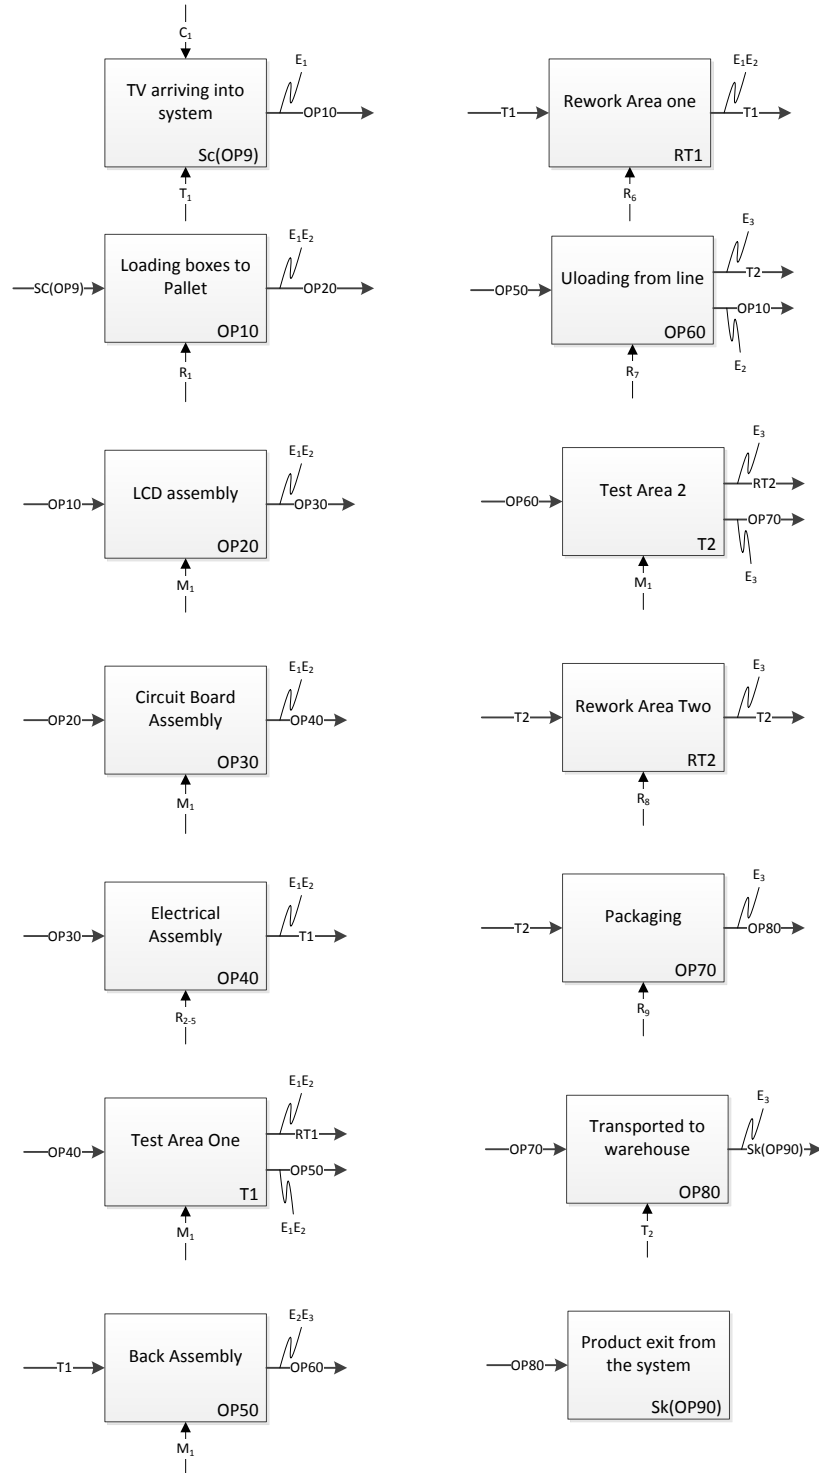 C₁
E₁
TV arriving into
system
OP10
Sc(OP9)
T₁
E₁E₂
Loading boxes to
Pallet
SC(OP9)
OP20
OP10
R₁
E₁E₂
LCD assembly
OP10
OP30
OP20
M₁
E₁E₂
Circuit Board
Assembly
OP20
OP40
OP30
M₁
E₁E₂
Electrical
Assembly
OP30
T1
OP40
R₂₋₅
E₁E₂
RT1
Test Area One
OP40
OP50
T1
E₁E₂
M₁
E₂E₃
Back Assembly
T1
OP60
OP50
M₁
E₁E₂
Rework Area one
T1
T1
RT1
R₆
E₃
Uloading from line
T2
OP50
OP10
OP60
E₂
R₇
E₃
Test Area 2
RT2
OP60
OP70
T2
E₃
M₁
E₃
Rework Area Two
T2
T2
RT2
R₈
E₃
Packaging
T2
OP80
OP70
R₉
E₃
Transported to
warehouse
OP70
Sk(OP90)
OP80
T₂
Product exit from
the system
OP80
Sk(OP90)